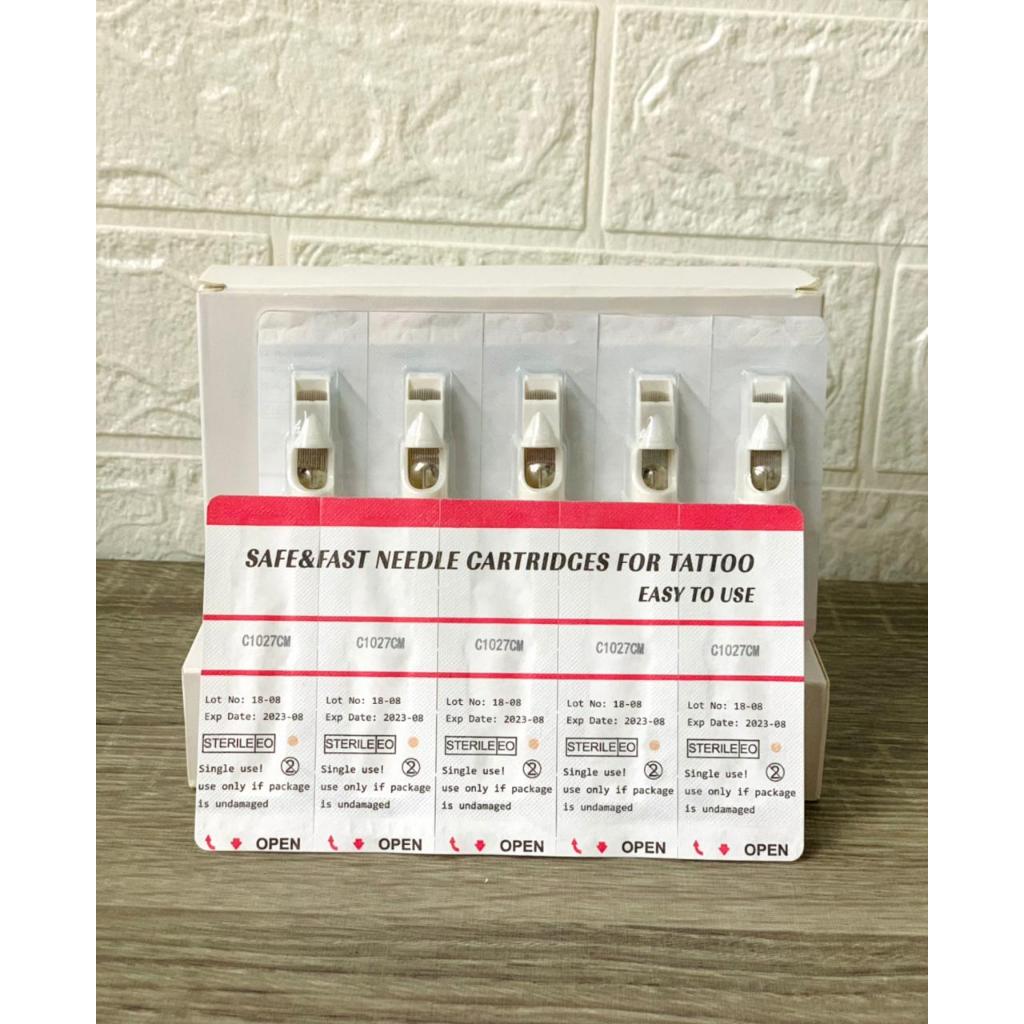 SAFE&FAST NEEDLE CARTRIDGES FOR TATTOO
EASY TO USE
C1027CM C1027CM C1027CM C1027CM C1027CM
Lot No: 18-08 Lot No: 18-08 Lot No: 18-08 Lot No: 18-08 Lot No: 18-08
Exp Date: 2023-08 Exp Date: 2023-08 Exp Date: 2023-08 Exp Date: 2023-08 Exp Date: 2023-08
STERILE EO STERILE EO STERILE EO STERILE EO STERILE EO
Single use! 2 Single use! 2 Single use! 2 Single use! 2 Single use! 2
use only if package use only if package use only if package use only if package use only if package
is undamaged is undamaged is undamaged is undamaged is undamaged
OPEN OPEN OPEN OPEN OPEN